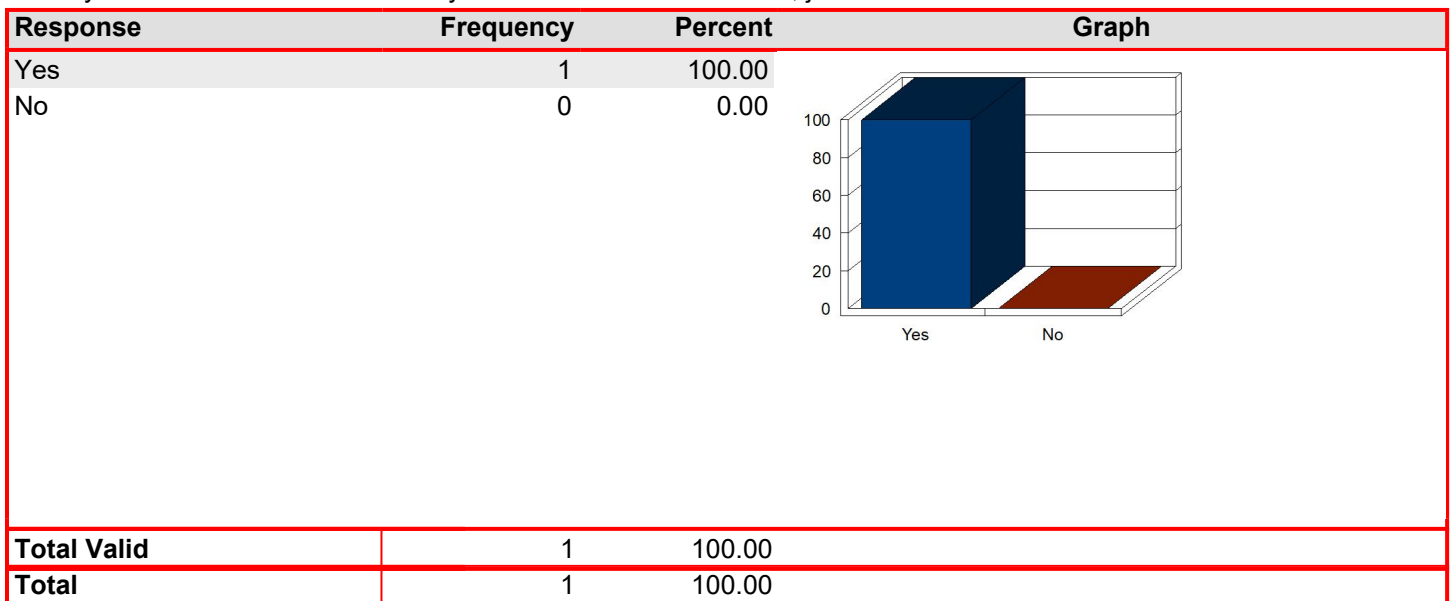 Response Frequency Percent Graph
Yes 1 100.00
No 0 0.00
100
80
60
40
20
0
Yes No
Total Valid 1 100.00
Total 1 100.00